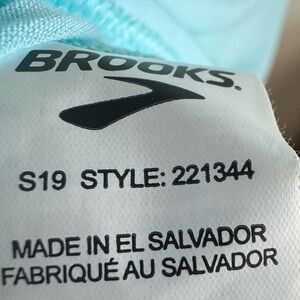 BROOKS.
S19 STYLE: 221344
MADE IN EL SALVADOR
FABRIQUÉ AU SALVADOR